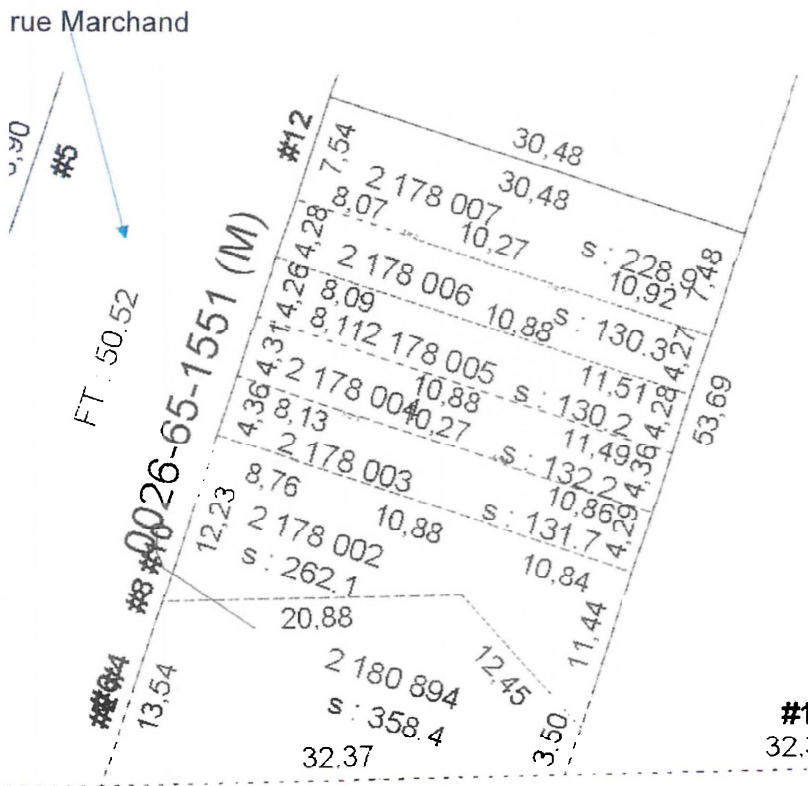 rue Marchand
#5
#12
7,54
30,48
30,48
2 178 007
s : 228.9
7,48
8,07
10,27
10,92
4,28
2 178 006
s : 130.3
4,27
4,26
8,09
10,88
11,51
8,11
2 178 005
s : 130.2
4,28
4,31
10,88
11,49
2 178 004
s : 132.2
4,36
8,13
10,27
10,86
4,36
2 178 003
s : 131.7
4,29
8,76
10,88
10,84
12,23
2 178 002
s : 262.1
11,44
53,69
0026-65-1551 (M)
FT : 50.52
#8
20,88
12,45
13,54
2 180 894
s : 358.4
3.50
32.37